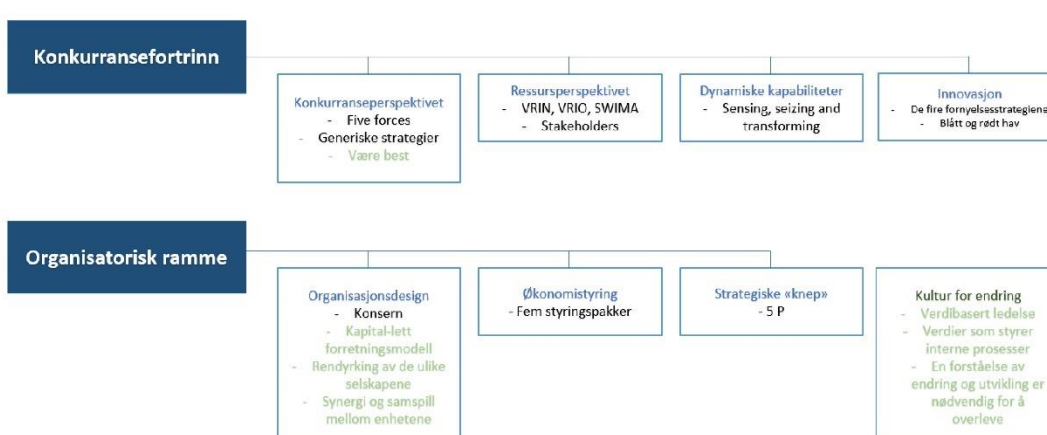 Konkurransefortrinn
Konkurranseperspektivet
- Five forces
- Generiske strategier
- Være best
Ressursperspektivet
- VRIN, VRIO, SWIMA
- Stakeholders
Dynamiske kapabiliteter
- Sensing, seizing and
transforming
Innovasjon
- De fire fornyelsesstrategiene
- Blått og rødt hav
Organisatorisk ramme
Organisasjonsdesign
- Konsern
- Kapital-lett
forretningsmodell
- Rendyrking av de ulike
selskapene
- Synergi og samspill
mellom enhetene
Økonomistyring
- Fem styringspakker
Strategiske «knep»
- 5 P
Kultur for endring
- Verdibasert ledelse
- Verdier som styrer
interne prosesser
- En forståelse av
endring og utvikling er
nødvendig for å
overleve